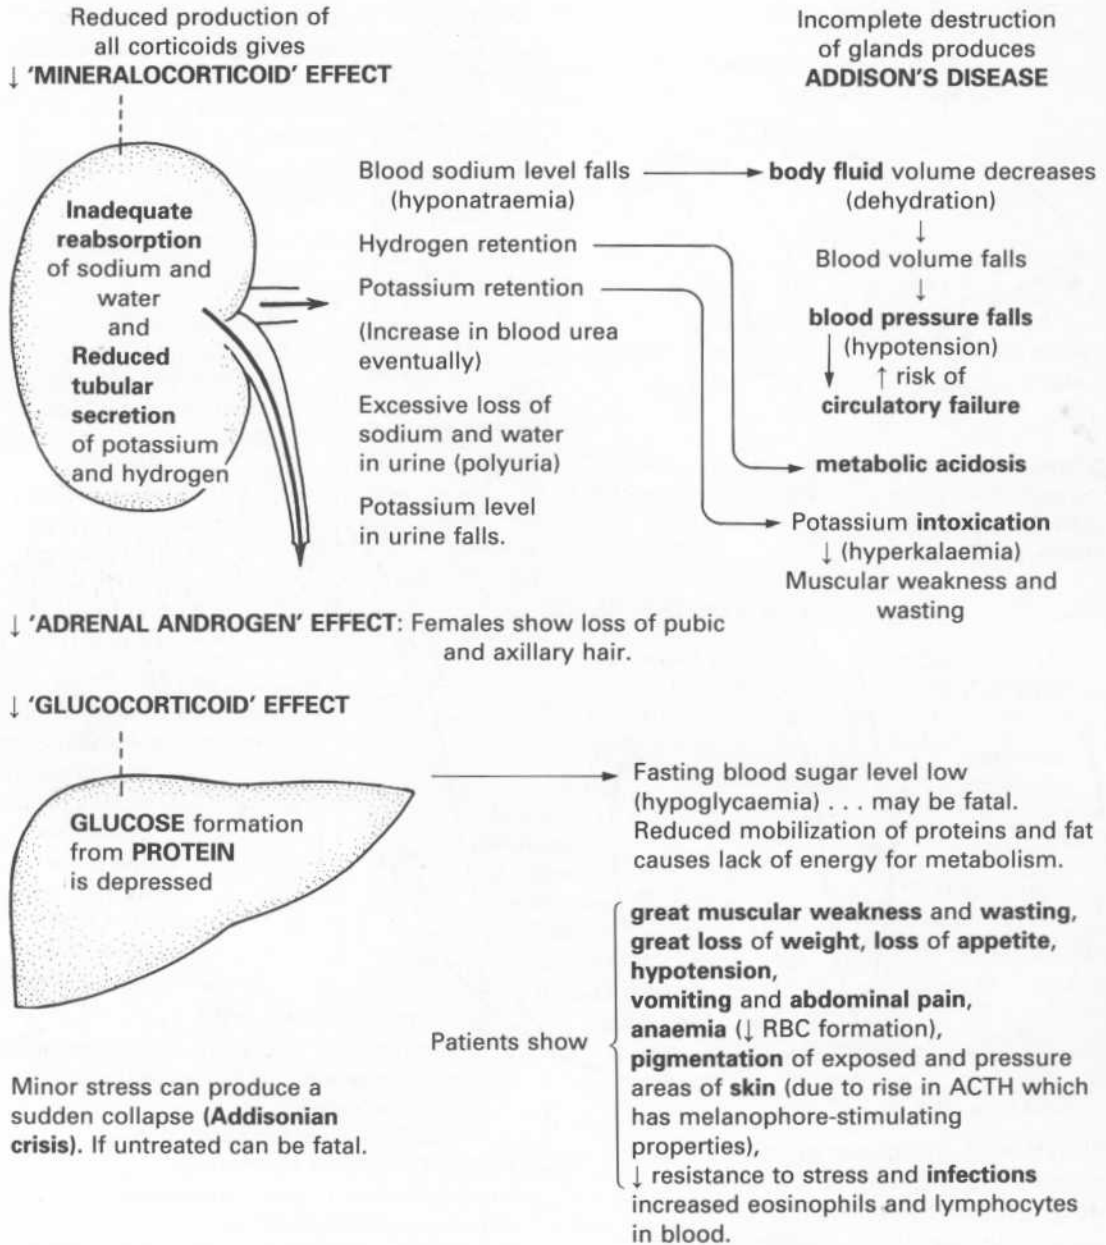 Reduced production of
all corticoids gives
↓ 'MINERALOCORTICOID' EFFECT
Incomplete destruction
of glands produces
ADDISON'S DISEASE
Inadequate
reabsorption
of sodium and
water
and
Reduced
tubular
secretion
of potassium
and hydrogen
Blood sodium level falls
(hyponatraemia)
Hydrogen retention
Potassium retention
(Increase in blood urea
eventually)
Excessive loss of
sodium and water
in urine (polyuria)
Potassium level
in urine falls.
body fluid volume decreases
(dehydration)
↓
Blood volume falls
↓
blood pressure falls
(hypotension)
↑ risk of
circulatory failure
metabolic acidosis
Potassium intoxication
↓ (hyperkalaemia)
Muscular weakness and
wasting
↓ 'ADRENAL ANDROGEN' EFFECT: Females show loss of pubic
and axillary hair.
↓ 'GLUCOCORTICOID' EFFECT
GLUCOSE formation
from PROTEIN
is depressed
Fasting blood sugar level low
(hypoglycaemia) . . . may be fatal.
Reduced mobilization of proteins and fat
causes lack of energy for metabolism.
Patients show
great muscular weakness and wasting,
great loss of weight, loss of appetite,
hypotension,
vomiting and abdominal pain,
anaemia (↓ RBC formation),
pigmentation of exposed and pressure
areas of skin (due to rise in ACTH which
has melanophore-stimulating
properties),
↓ resistance to stress and infections
increased eosinophils and lymphocytes
in blood.
Minor stress can produce a
sudden collapse (Addisonian
crisis). If untreated can be fatal.